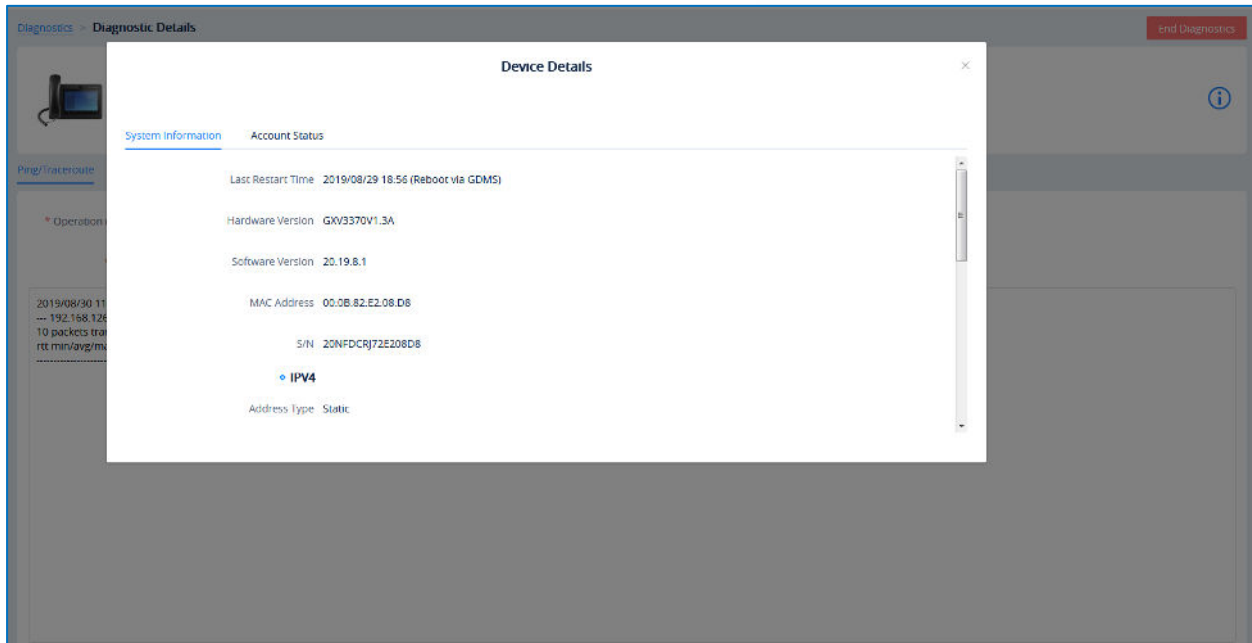 Diagnostics > Diagnostic Details
End Diagnostics
Device Details
×
System Information Account Status
Ping/Traceroute
Last Restart Time 2019/08/29 18:56 (Reboot via GDMS)
* Operation
Hardware Version GXV3370V1.3A
Software Version 20.19.8.1
2019/08/30 11
MAC Address 00:0B:82:E2:08:D8
--- 192.168.126
10 packets
rtt min/avg/
S/N 20NFDCRJ72E208D8
IPV4
Address Type Static